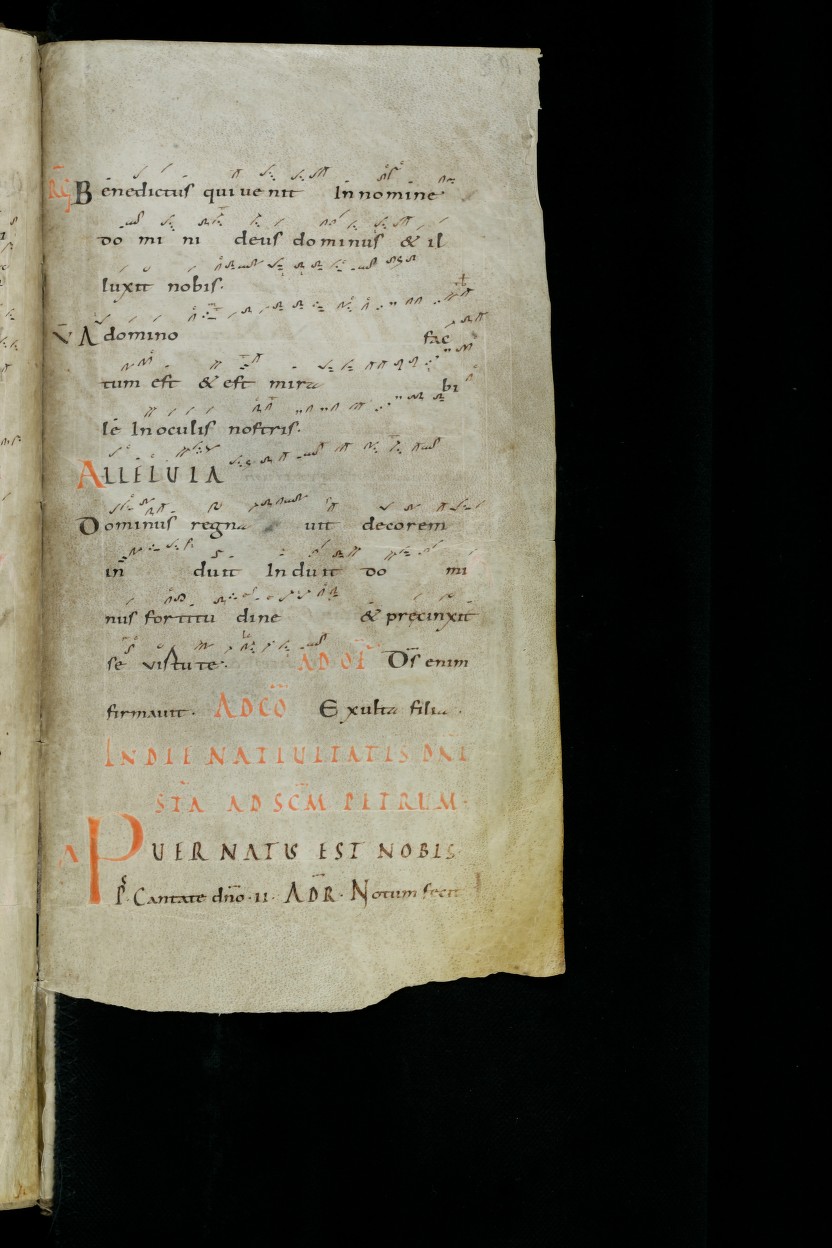 RG Benedictus qui uenit In nomine
do mi ni deus dominus & il
luxit nobis.
V A domino fac
tum est & est mira bi
le In oculis nostris.
ALLELUIA
Dominus regna uit decorem
in duit Induit do mi
nus fortitu dine & precinxit
se uirtute. AD OF Ds enim
firmauit. AD CO Exulta filia.
IN DIE NATIUITATIS DNI
STA AD SCM PETRUM.
A PUER NATUS EST NOBIS
Ps. Cantate dno. II. AD R. Notum fecit